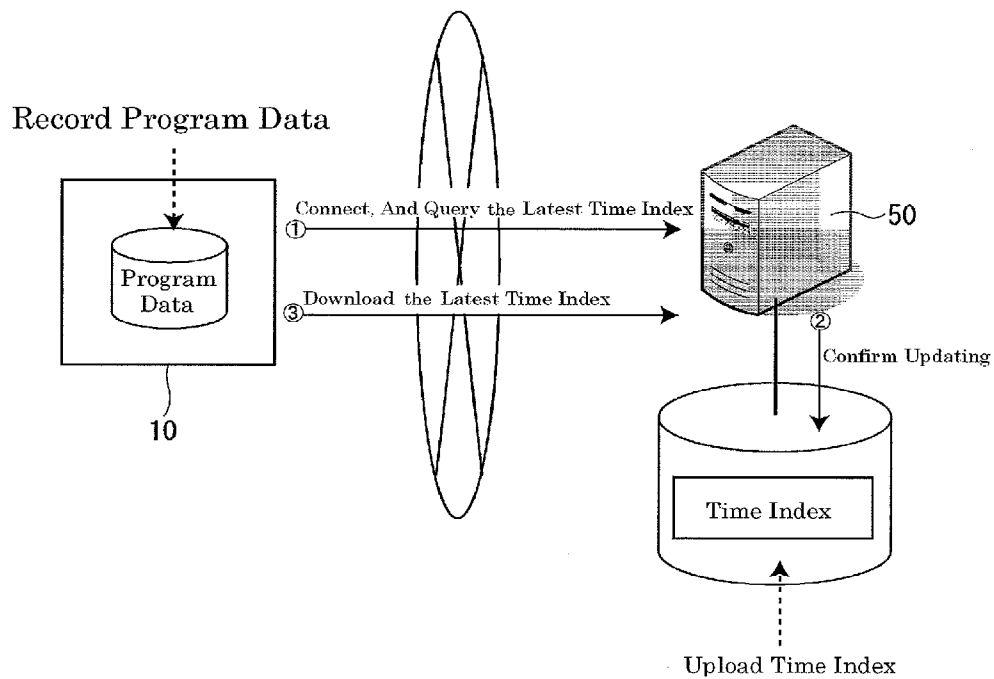 Record Program Data
Program
Data
10
① Connect, And Query the Latest Time Index
③ Download the Latest Time Index
50
②
Confirm Updating
Time Index
Upload Time Index